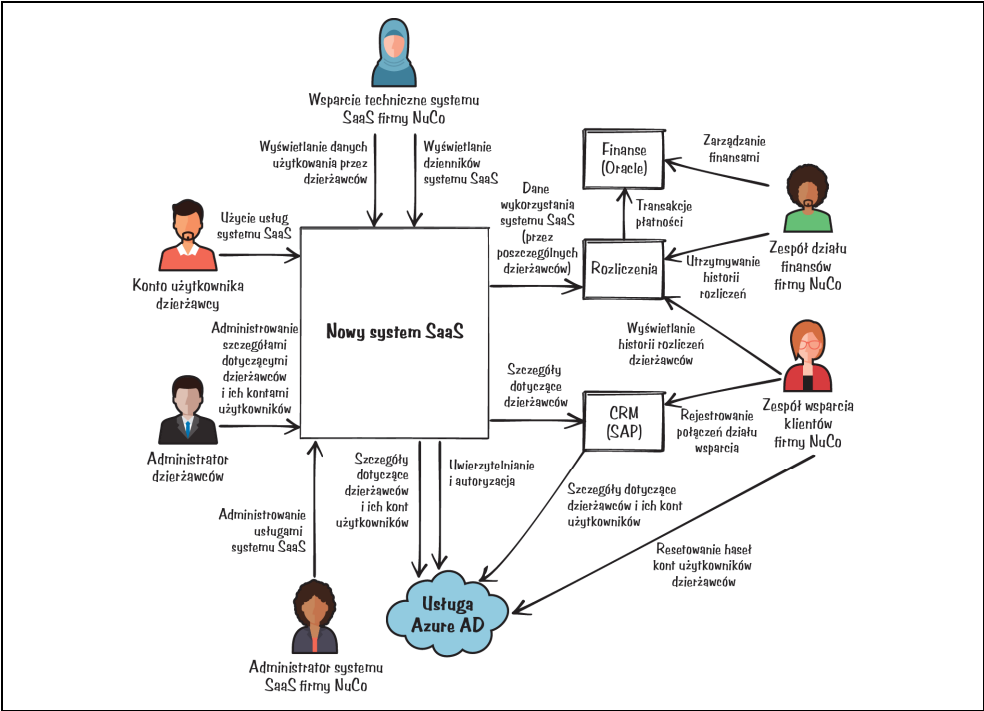 Wsparcie techniczne systemu
SaaS firmy NuCo
Wyświetlanie danych
użytkowania przez
dzierżawców
Wyświetlanie
dzienników
systemu SaaS
Finanse
(Oracle)
Zarządzanie
finansami
Dane
wykorzystania
systemu SaaS
(przez
poszczególnych
dzierżawców)
Transakcje
płatności
Zespół działu
finansów
firmy NuCo
Użycie usług
systemu SaaS
Konto użytkownika
dzierżawcy
Rozliczenia
Utrzymywanie
historii
rozliczeń
Nowy system SaaS
Administrowanie
szczegółami
dotyczącymi
dzierżawców
i ich kontami
użytkowników
Wyświetlanie
historii rozliczeń
dzierżawców
Szczegóły
dotyczące
dzierżawców
CRM
(SAP)
Rejestrowanie
połączeń działu
wsparcia
Zespół wsparcia
klientów
firmy NuCo
Administrator
dzierżawców
Szczegóły
dotyczące
dzierżawców
i ich kont
użytkowników
Uwierzytelnianie
i autoryzacja
Szczegóły dotyczące
dzierżawców i ich kont
użytkowników
Administrowanie
usługami
systemu SaaS
Resetowanie haseł
kont użytkowników
dzierżawców
Usługa
Azure AD
Administrator systemu
SaaS firmy NuCo